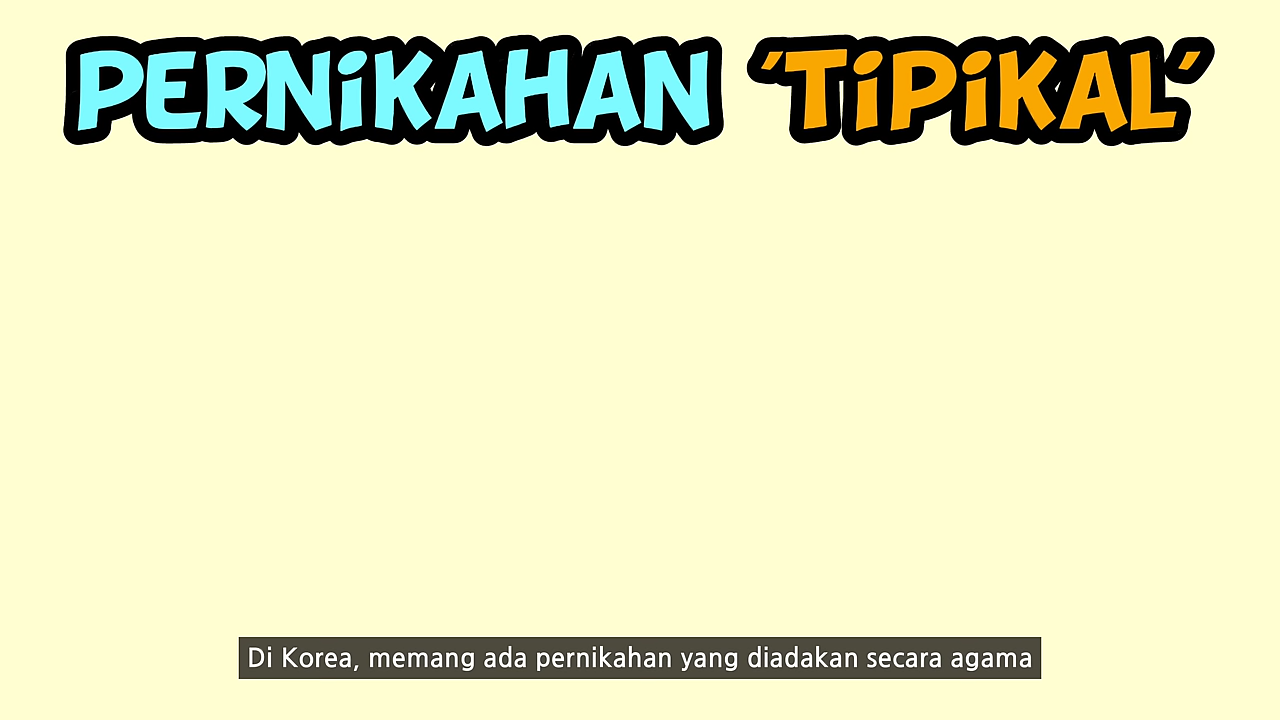 PERNiKAHAN 'TiPiKAL'
Di Korea, memang ada pernikahan yang diadakan secara agama